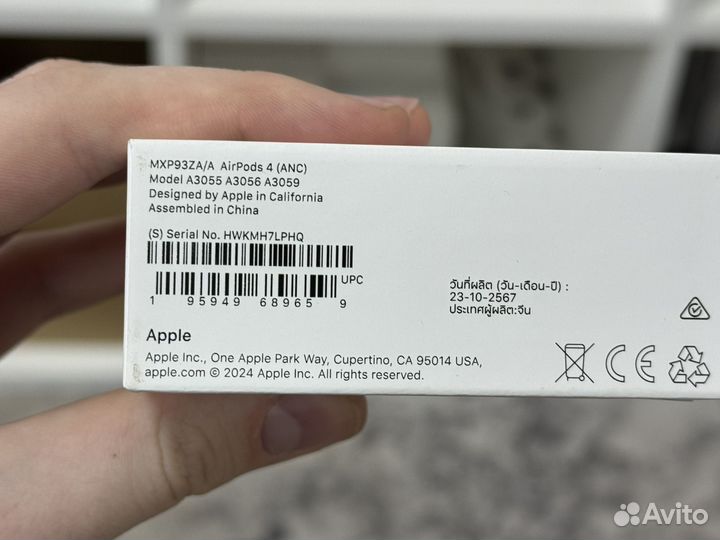 MXP93ZA/A AirPods 4 (ANC)
Model A3055 A3056 A3059
Designed by Apple in California
Assembled in China
(S) Serial No. HWKMH7LPHQ
UPC
1 95949 68965 9
วันที่ผลิต (วัน-เดือน-ปี) :
23-10-2567
ประเทศผู้ผลิต:จีน
Apple
Apple Inc., One Apple Park Way, Cupertino, CA 95014 USA,
apple.com © 2024 Apple Inc. All rights reserved.
CE
Avito